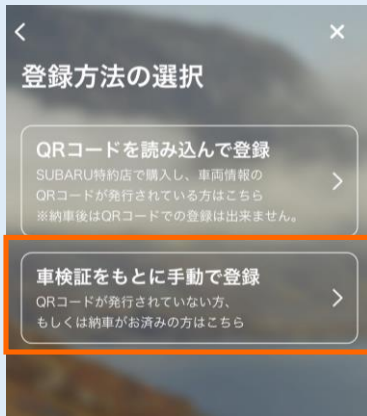 登録方法の選択
QRコードを読み込んで登録
SUBARU特約店で購入し、車両情報の
QRコードが発行されている方はこちら
※納車後はQRコードでの登録は出来ません。
車検証をもとに手動で登録
QRコードが発行されていない方、
もしくは納車がお済みの方はこちら